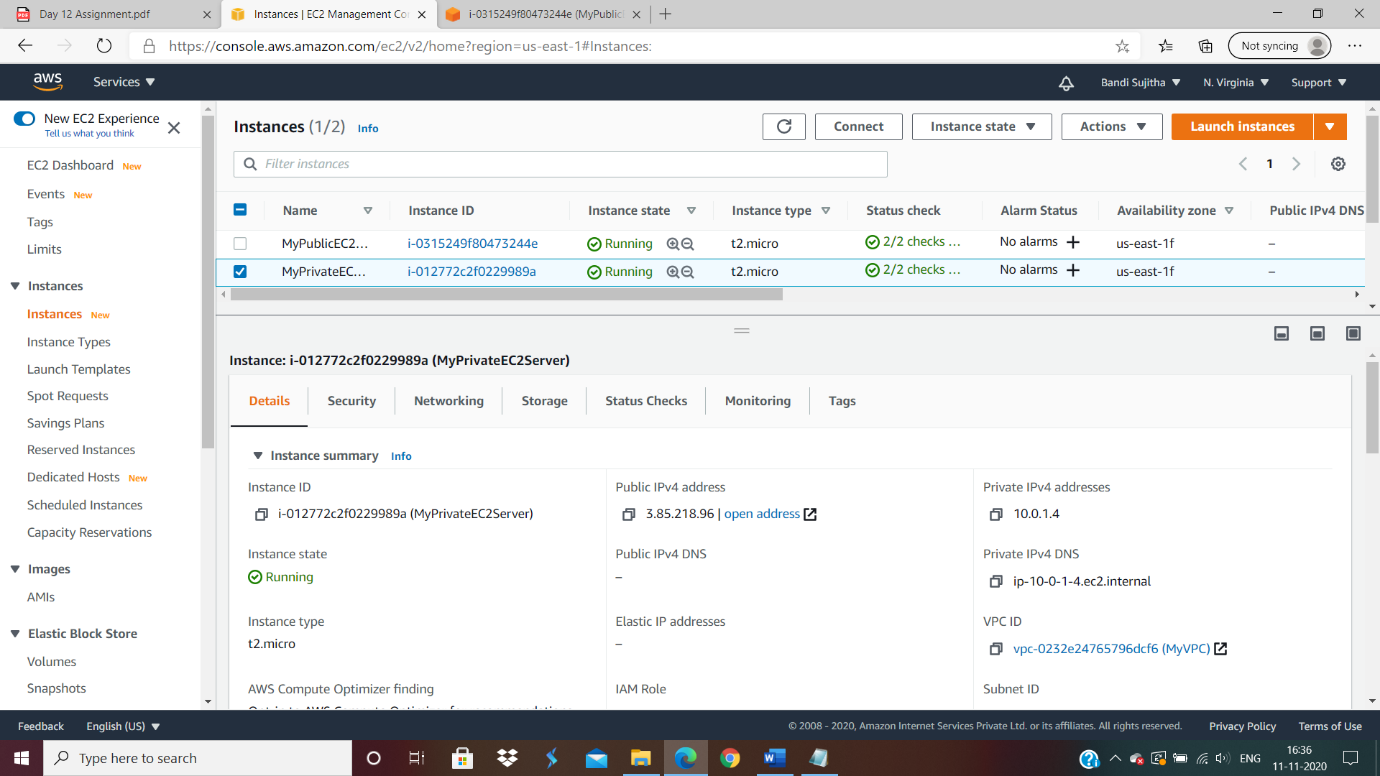 Day 12 Assignment.pdf
Instances | EC2 Management Co
i-0315249f80473244e (MyPublic
https://console.aws.amazon.com/ec2/v2/home?region=us-east-1#Instances:
Not syncing
aws
Services
Bandi Sujitha
N. Virginia
Support
New EC2 Experience
Tell us what you think
EC2 Dashboard New
Events New
Tags
Limits
Instances
Instances New
Instance Types
Launch Templates
Spot Requests
Savings Plans
Reserved Instances
Dedicated Hosts New
Scheduled Instances
Capacity Reservations
Images
AMIs
Elastic Block Store
Volumes
Snapshots
Instances (1/2) Info
Connect
Instance state
Actions
Launch instances
Filter instances
1
Name Instance ID Instance state Instance type Status check Alarm Status Availability zone Public IPv4 DNS
MyPublicEC2... i-0315249f80473244e Running t2.micro 2/2 checks ... No alarms + us-east-1f –
MyPrivateEC... i-012772c2f0229989a Running t2.micro 2/2 checks ... No alarms + us-east-1f –
Instance: i-012772c2f0229989a (MyPrivateEC2Server)
Details Security Networking Storage Status Checks Monitoring Tags
Instance summary Info
Instance ID
i-012772c2f0229989a (MyPrivateEC2Server)
Public IPv4 address
3.85.218.96 | open address
Private IPv4 addresses
10.0.1.4
Instance state
Running
Public IPv4 DNS
–
Private IPv4 DNS
ip-10-0-1-4.ec2.internal
Instance type
t2.micro
Elastic IP addresses
–
VPC ID
vpc-0232e24765796dcf6 (MyVPC)
AWS Compute Optimizer finding
IAM Role
Subnet ID
Feedback
English (US)
© 2008 - 2020, Amazon Internet Services Private Ltd. or its affiliates. All rights reserved.
Privacy Policy
Terms of Use
Type here to search
ENG
16:36
11-11-2020